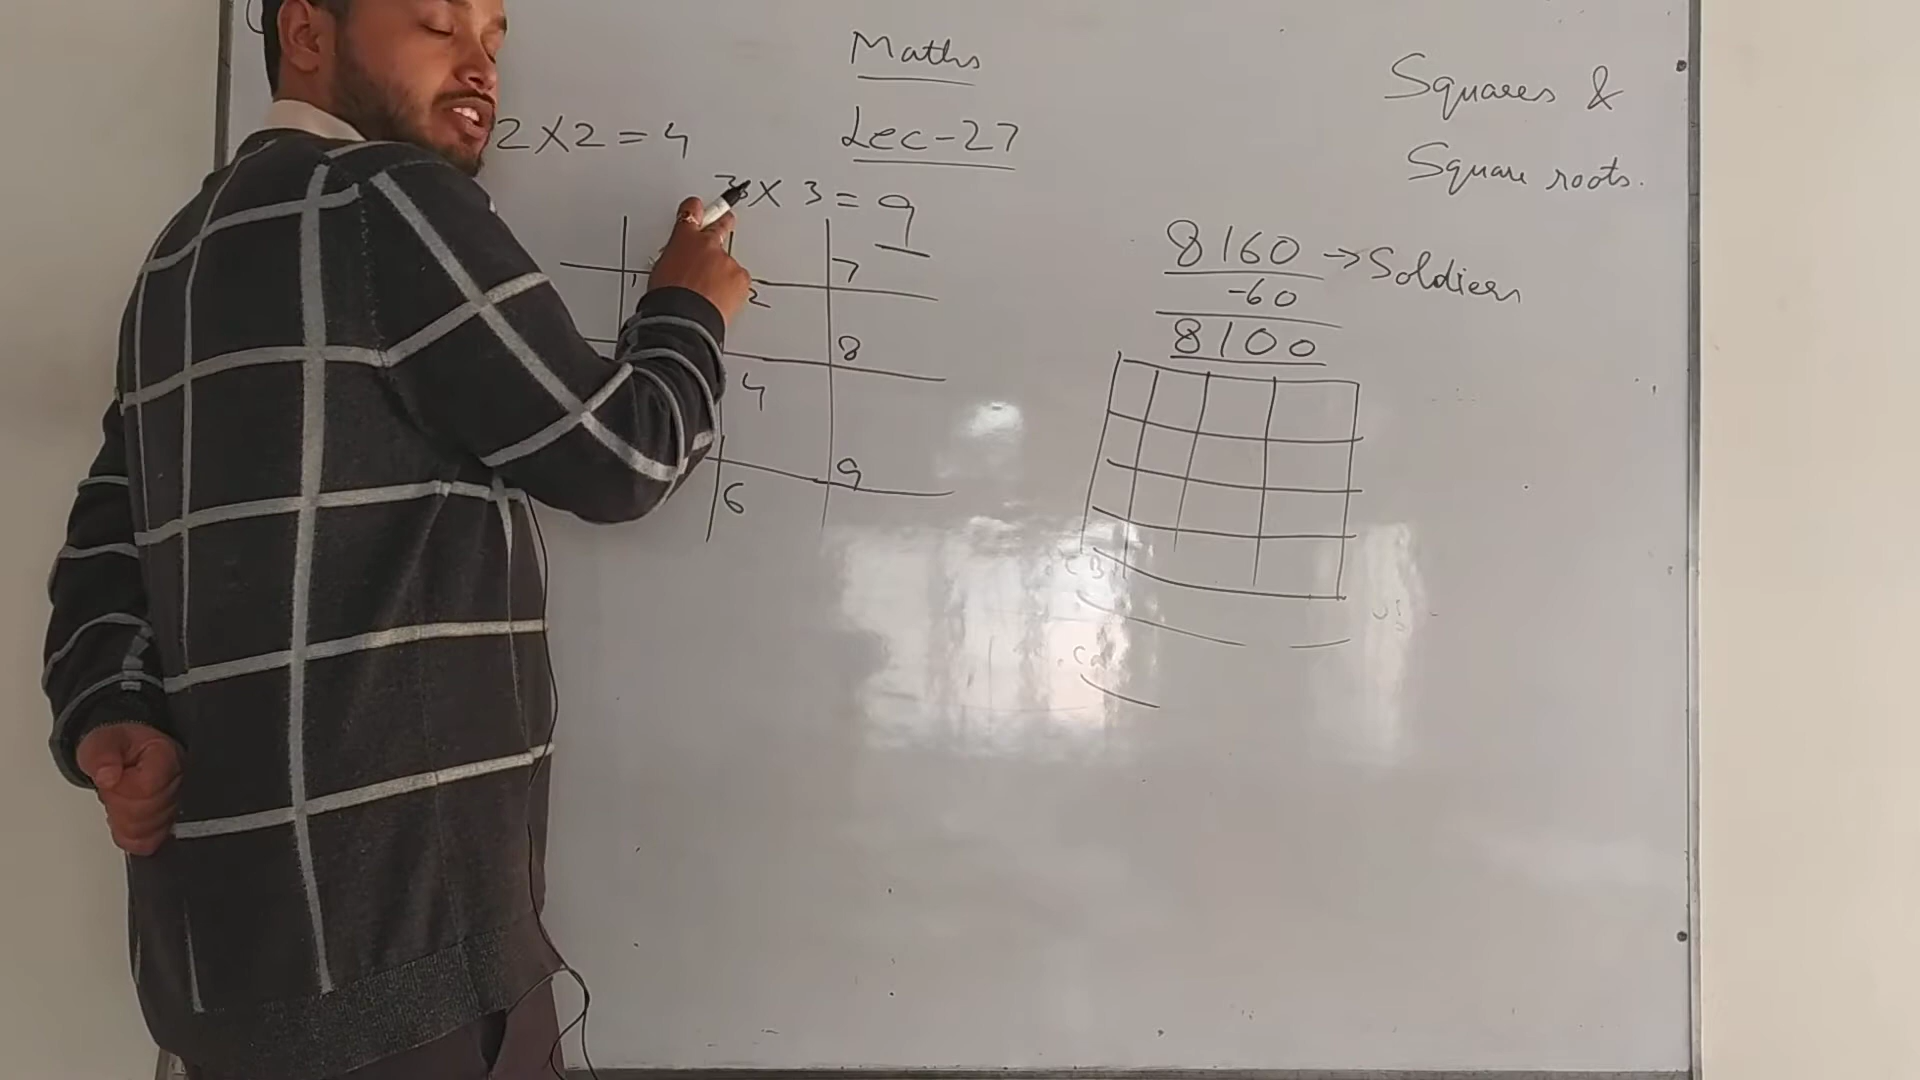 Maths
Lec-27
Squares &
Square roots.
2X2=4
3X3=9
1
2
7
8
4
9
6
8160 → Soldiers
-60
8100